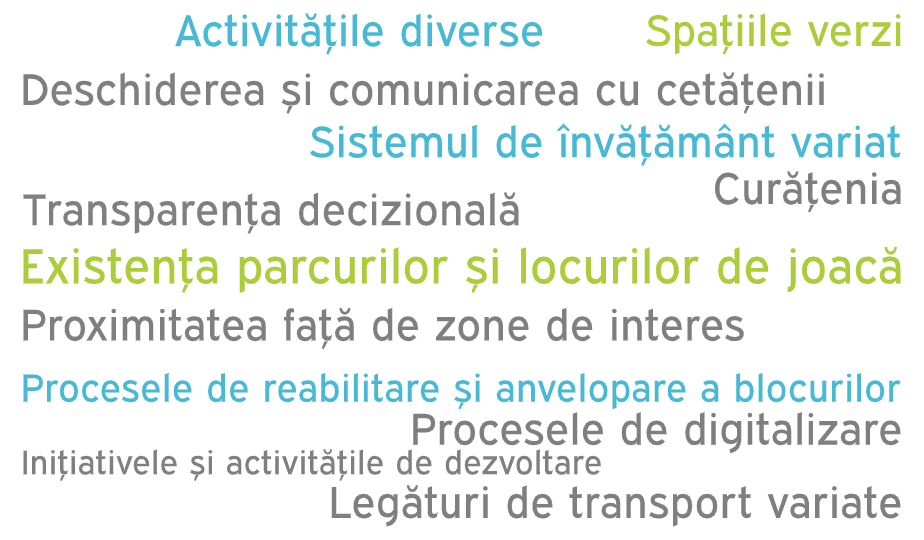 Activitățile diverse
Spațiile verzi
Deschiderea și comunicarea cu cetățenii
Sistemul de învățământ variat
Curățenia
Transparența decizională
Existența parcurilor și locurilor de joacă
Proximitatea față de zone de interes
Procesele de reabilitare și anvelopare a blocurilor
Procesele de digitalizare
Inițiativele și activitățile de dezvoltare
Legături de transport variate